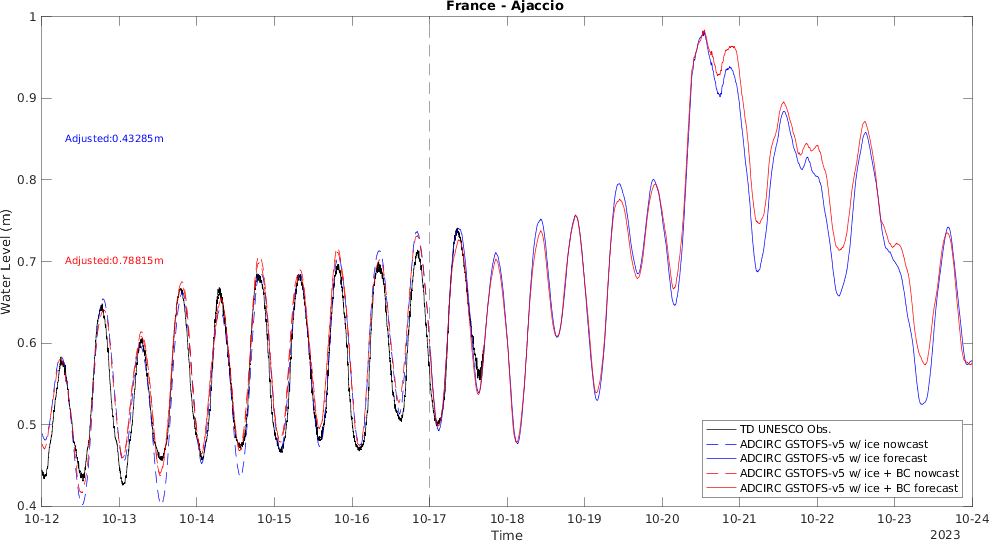 France - Ajaccio
Water Level (m)
1
0.9
0.8
0.7
0.6
0.5
0.4
Adjusted:0.43285m
Adjusted:0.78815m
TD UNESCO Obs.
ADCIRC GSTOFS-v5 w/ ice nowcast
ADCIRC GSTOFS-v5 w/ ice forecast
ADCIRC GSTOFS-v5 w/ ice + BC nowcast
ADCIRC GSTOFS-v5 w/ ice + BC forecast
10-12 10-13 10-14 10-15 10-16 10-17 10-18 10-19 10-20 10-21 10-22 10-23 10-24
Time
2023